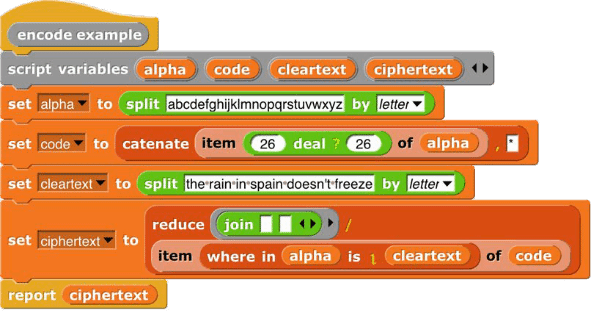 encode example
script variables alpha code cleartext ciphertext
set alpha to split abcdefghijklmnopqrstuvwxyz by letter
set code to catenate item 26 deal ? 26 of alpha , *
set cleartext to split the rain in spain doesn't freeze by letter
reduce join /
set ciphertext to
item where in alpha is ⍳ cleartext of code
report ciphertext